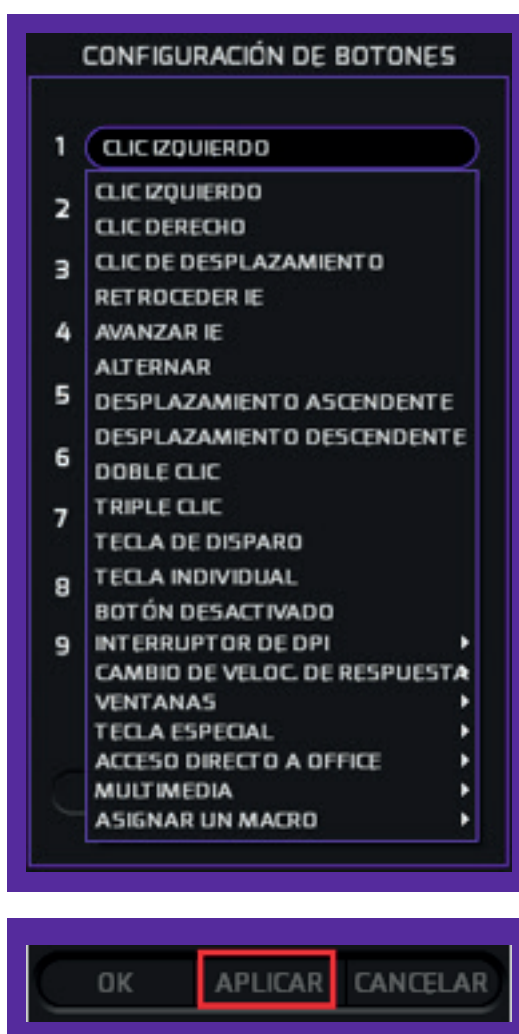 CONFIGURACIÓN DE BOTONES
1 CLIC IZQUIERDO
CLIC IZQUIERDO
2
CLIC DERECHO
3 CLIC DE DESPLAZAMIENTO
RETROCEDER IE
4 AVANZAR IE
ALTERNAR
5 DESPLAZAMIENTO ASCENDENTE
DESPLAZAMIENTO DESCENDENTE
6
DOBLE CLIC
7 TRIPLE CLIC
TECLA DE DISPARO
8 TECLA INDIVIDUAL
BOTÓN DESACTIVADO
9 INTERRUPTOR DE DPI
CAMBIO DE VELOC. DE RESPUESTA
VENTANAS
TECLA ESPECIAL
ACCESO DIRECTO A OFFICE
MULTIMEDIA
ASIGNAR UN MACRO
OK APLICAR CANCELAR